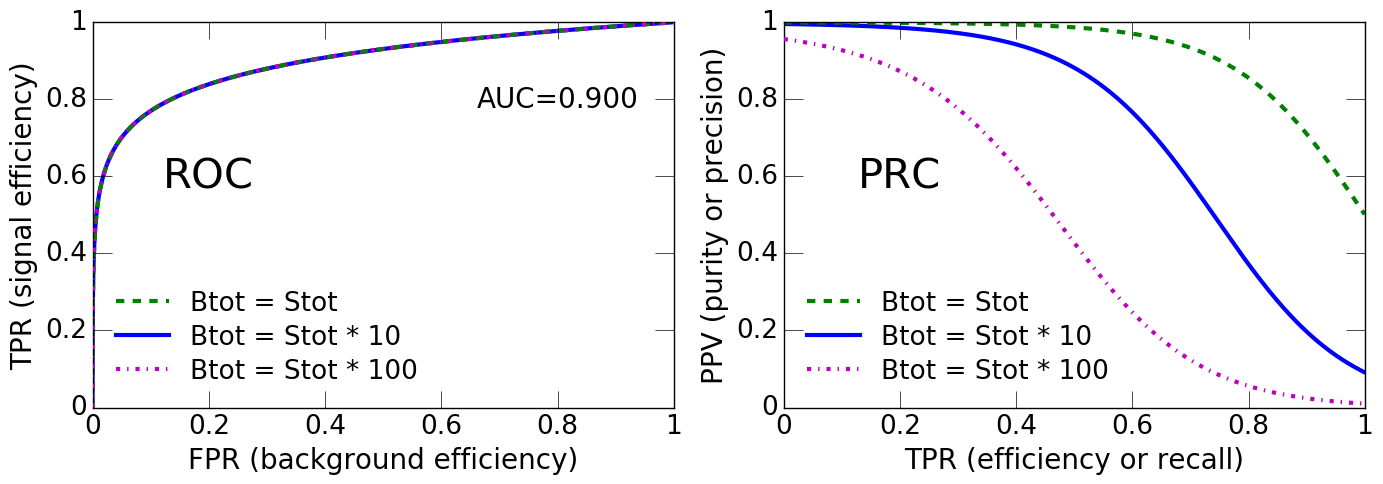 TPR (signal efficiency)
1
0.8
0.6
0.4
0.2
0
AUC=0.900
ROC
Btot = Stot
Btot = Stot * 10
Btot = Stot * 100
0 0.2 0.4 0.6 0.8 1
FPR (background efficiency)
PPV (purity or precision)
1
0.8
0.6
0.4
0.2
0
PRC
Btot = Stot
Btot = Stot * 10
Btot = Stot * 100
0 0.2 0.4 0.6 0.8 1
TPR (efficiency or recall)